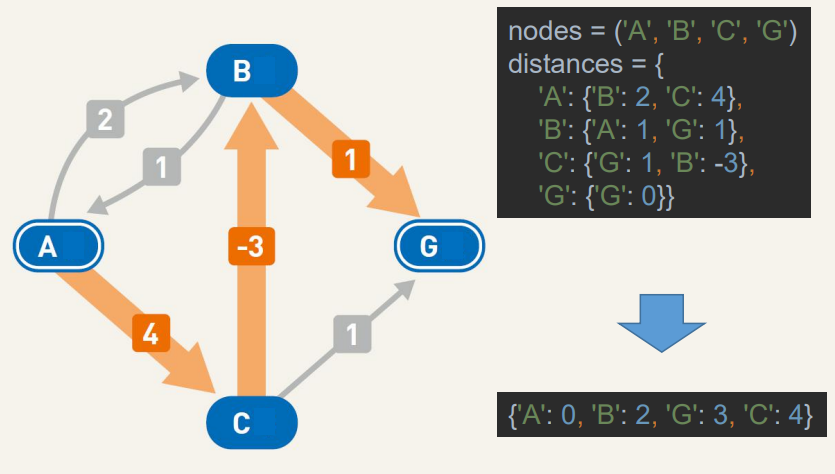 B
2
1
1
A
-3
G
4
1
C
nodes = ('A', 'B', 'C', 'G')
distances = {
'A': {'B': 2, 'C': 4},
'B': {'A': 1, 'G': 1},
'C': {'G': 1, 'B': -3},
'G': {'G': 0}}
{'A': 0, 'B': 2, 'G': 3, 'C': 4}